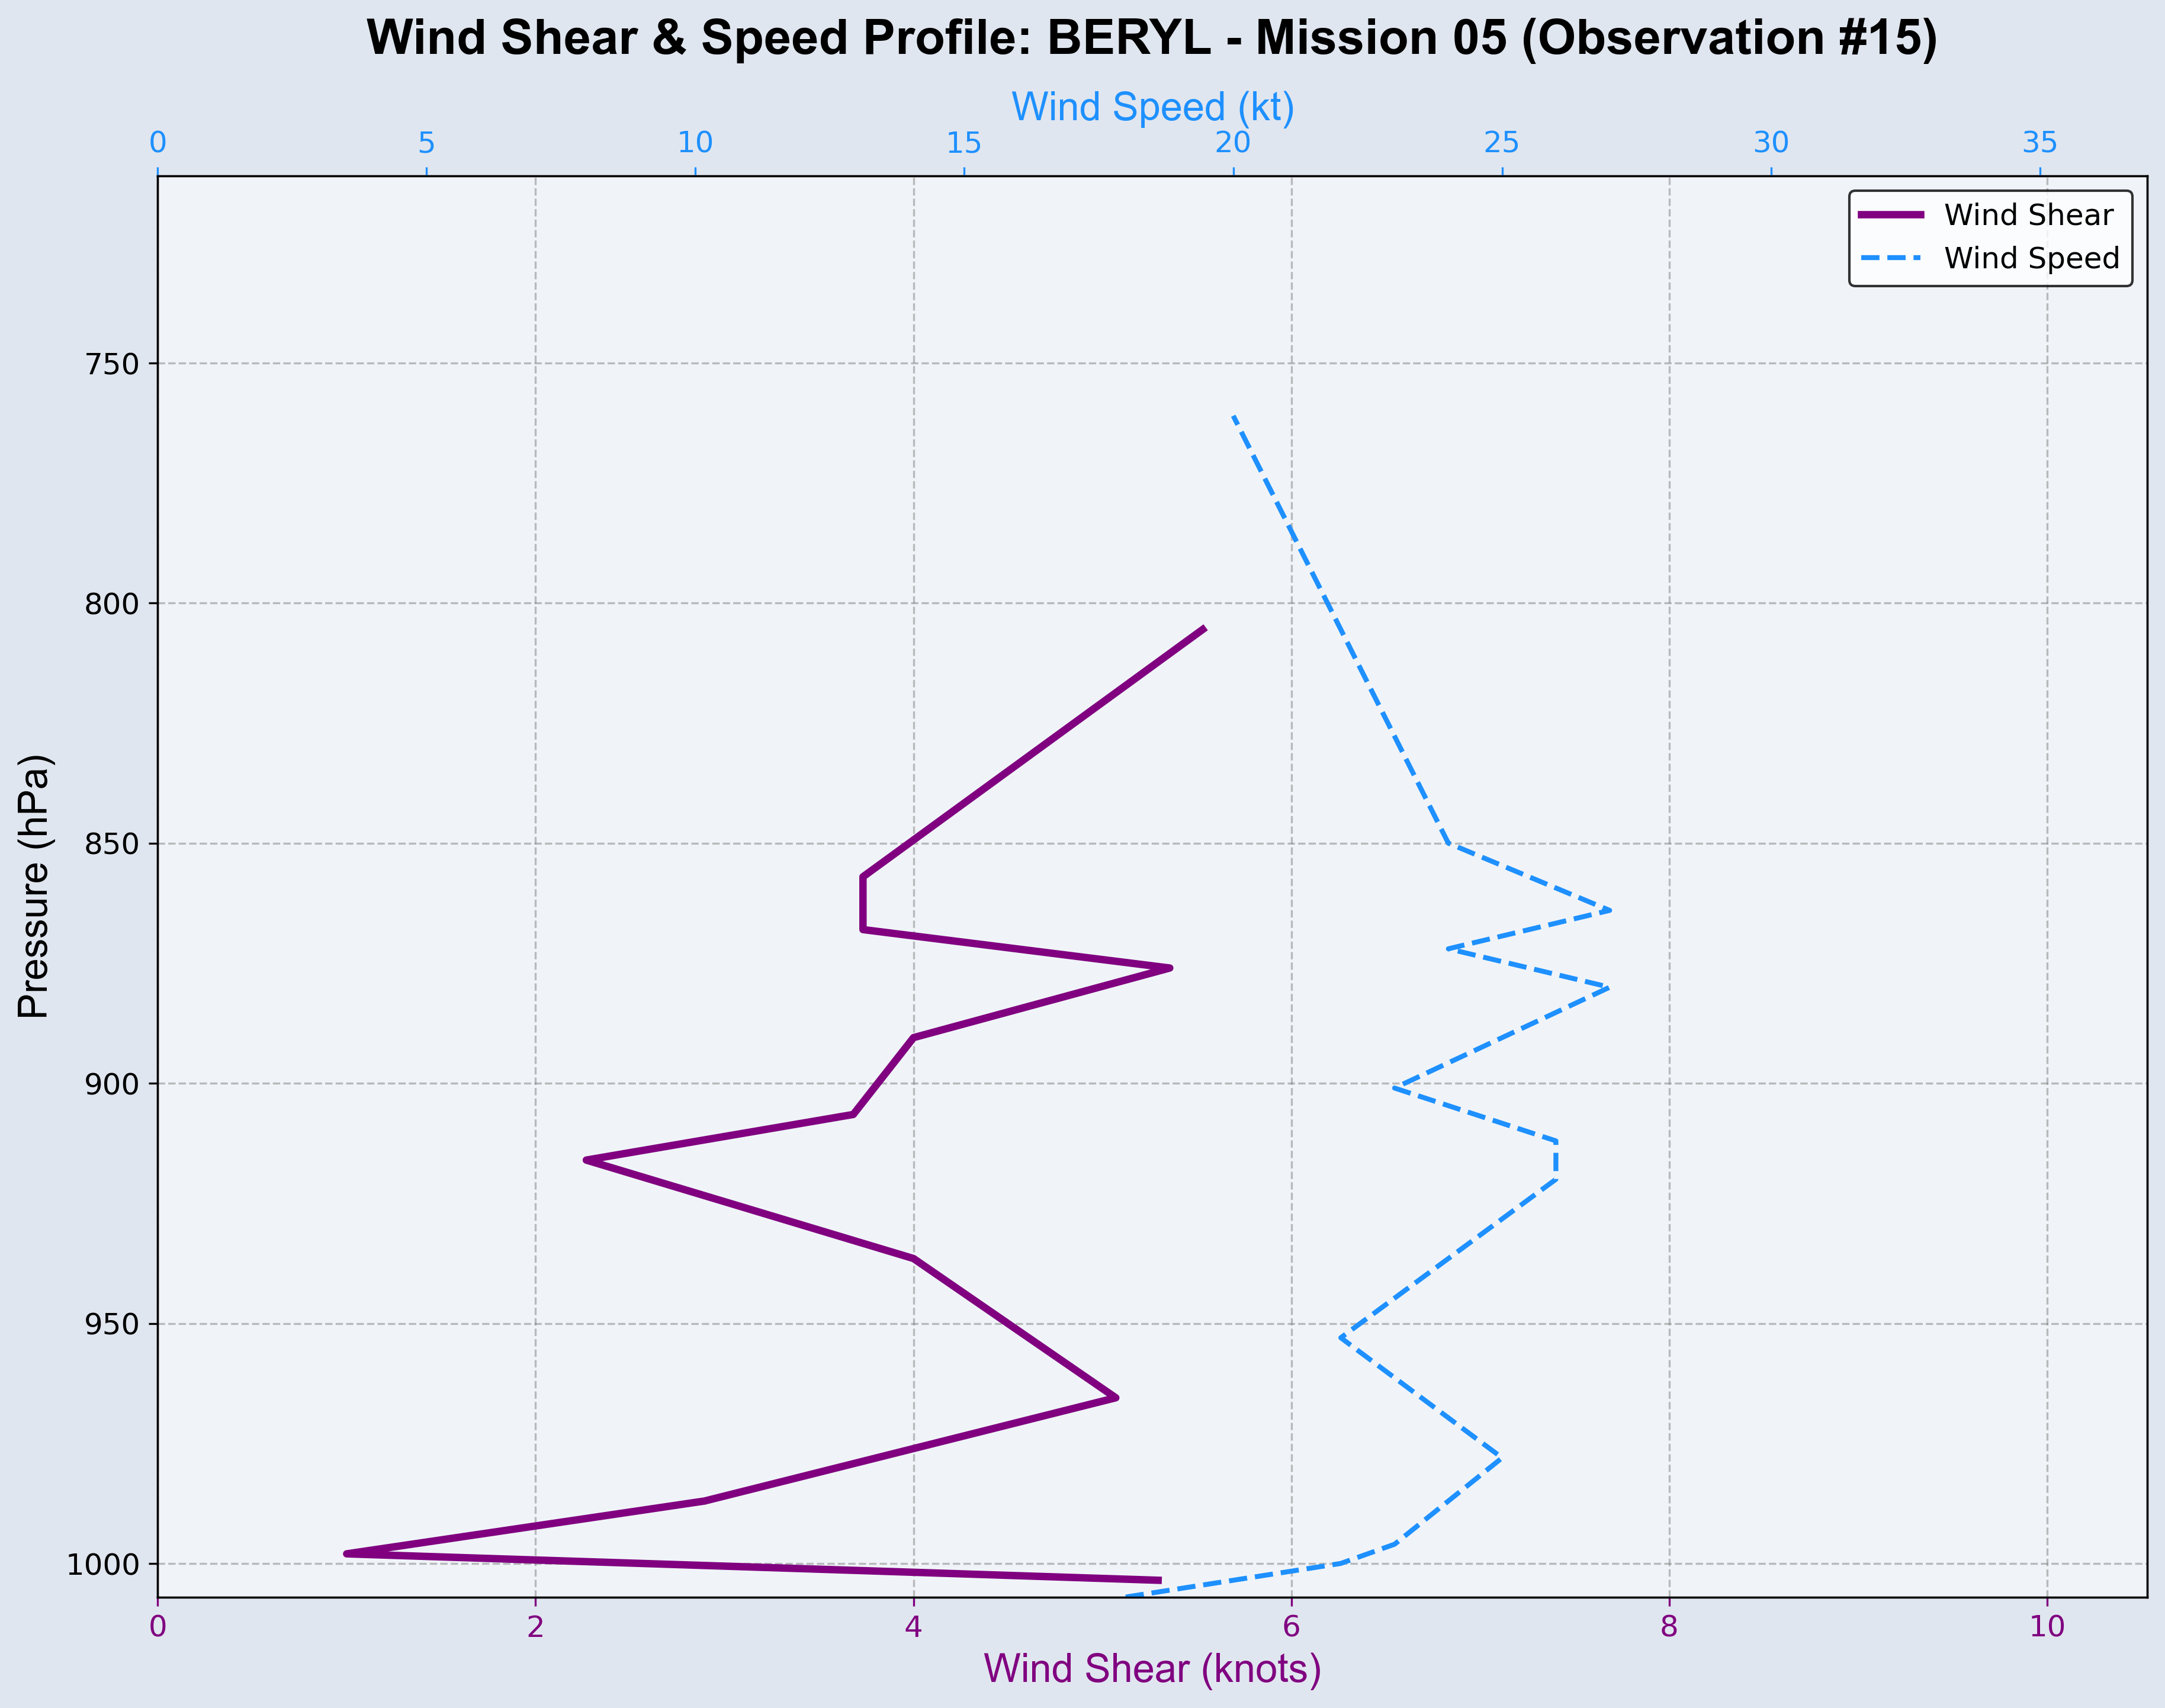 Wind Shear & Speed Profile: BERYL - Mission 05 (Observation #15)
Wind Speed (kt)
0 5 10 15 20 25 30 35
Wind Shear
Wind Speed
750
800
850
900
950
1000
Pressure (hPa)
0 2 4 6 8 10
Wind Shear (knots)